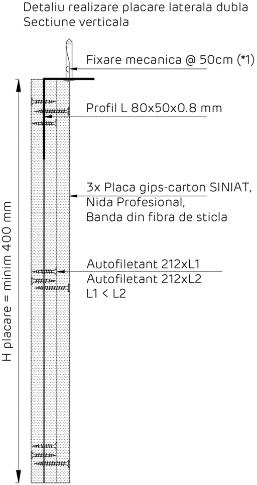 Detaliu realizare placare laterala dubla
Sectiune verticala
Fixare mecanica @ 50cm (*1)
Profil L 80x50x0.8 mm
3x Placa gips-carton SINIAT,
Nida Profesional,
Banda din fibra de sticla
Autofiletant 212xL1
Autofiletant 212xL2
L1 < L2
H placare = minim 400 mm